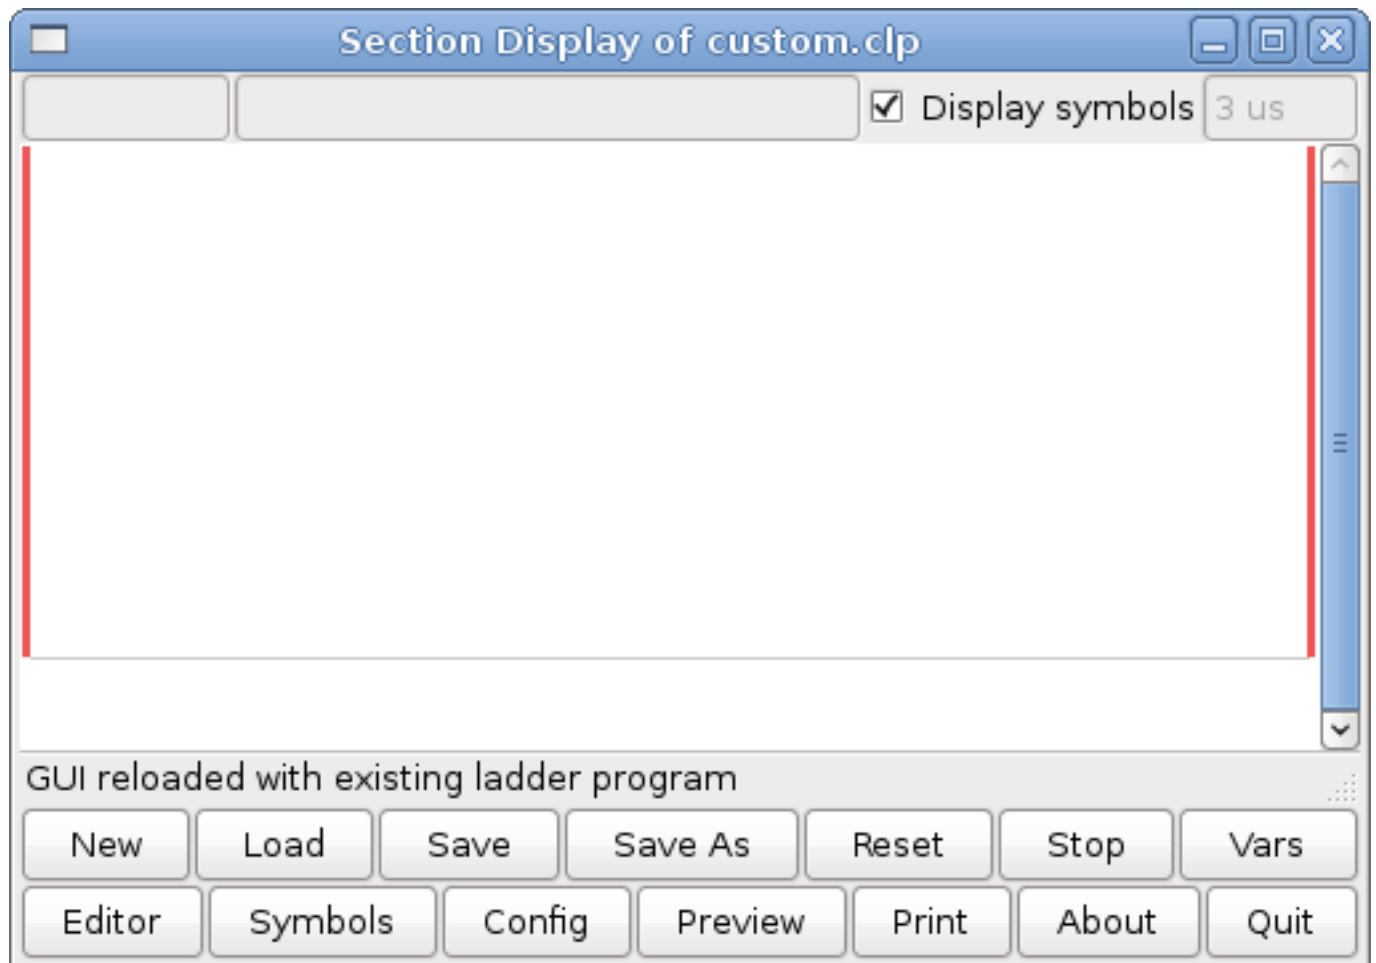 Section Display of custom.clp
Display symbols 3 us
GUI reloaded with existing ladder program
New Load Save Save As Reset Stop Vars
Editor Symbols Config Preview Print About Quit